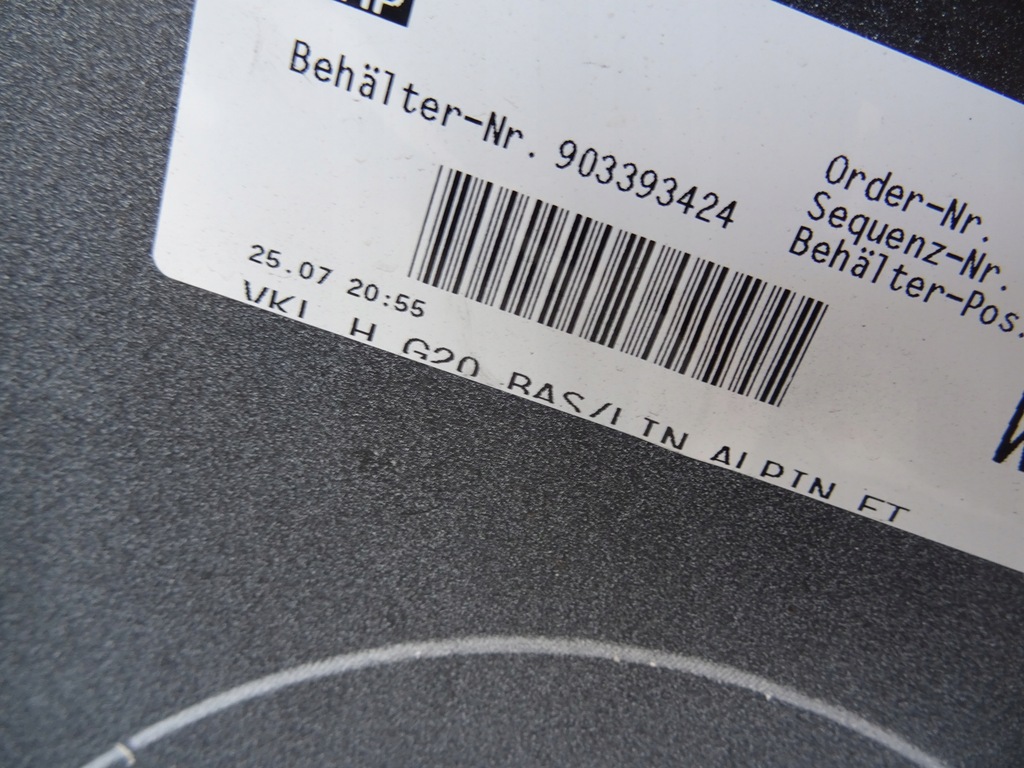 Behälter-Nr. 903393424
Order-Nr.
Sequenz-Nr.
Behälter-Pos.
25.07 20:55
VKL H G20 BAS/LIN ALPIN ET